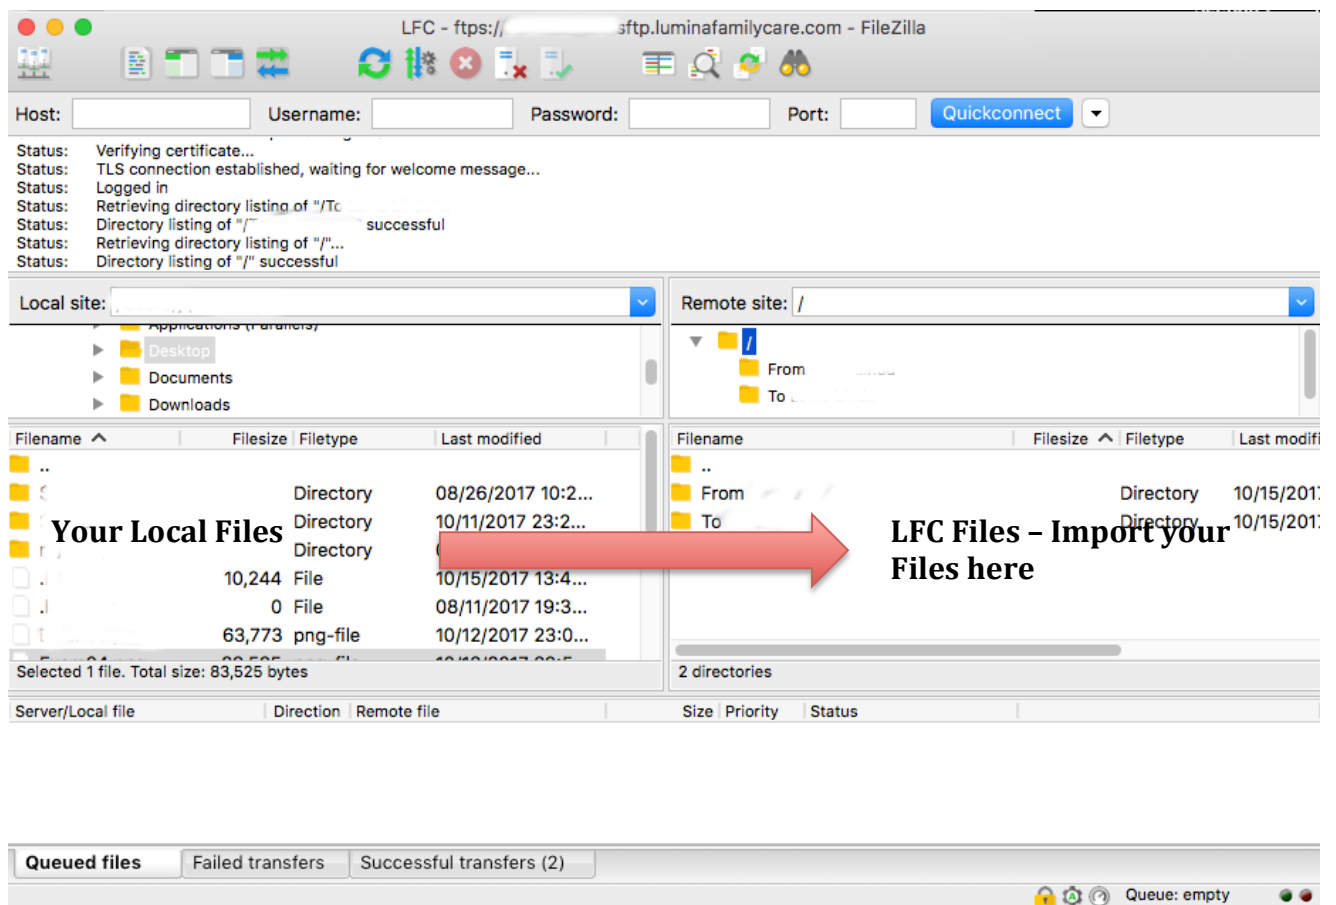 LFC - ftps:// sftp.luminafamilycare.com - FileZilla
Host: Username: Password: Port: Quickconnect
Status: Verifying certificate...
Status: TLS connection established, waiting for welcome message...
Status: Logged in
Status: Retrieving directory listing of "/To
Status: Directory listing of "/ " successful
Status: Retrieving directory listing of "/"...
Status: Directory listing of "/" successful
Local site:
Applications (Parallels)
Desktop
Documents
Downloads
Remote site: /
/
From
To
Filename Filesize Filetype Last modified
..
Directory 08/26/2017 10:2...
Directory 10/11/2017 23:2...
Directory
10,244 File 10/15/2017 13:4...
0 File 08/11/2017 19:3...
63,773 png-file 10/12/2017 23:0...
Selected 1 file. Total size: 83,525 bytes
Your Local Files
Filename Filesize Filetype Last modifi
..
From Directory 10/15/2017
To Directory 10/15/2017
LFC Files – Import your
Files here
2 directories
Server/Local file Direction Remote file Size Priority Status
Queued files Failed transfers Successful transfers (2)
Queue: empty